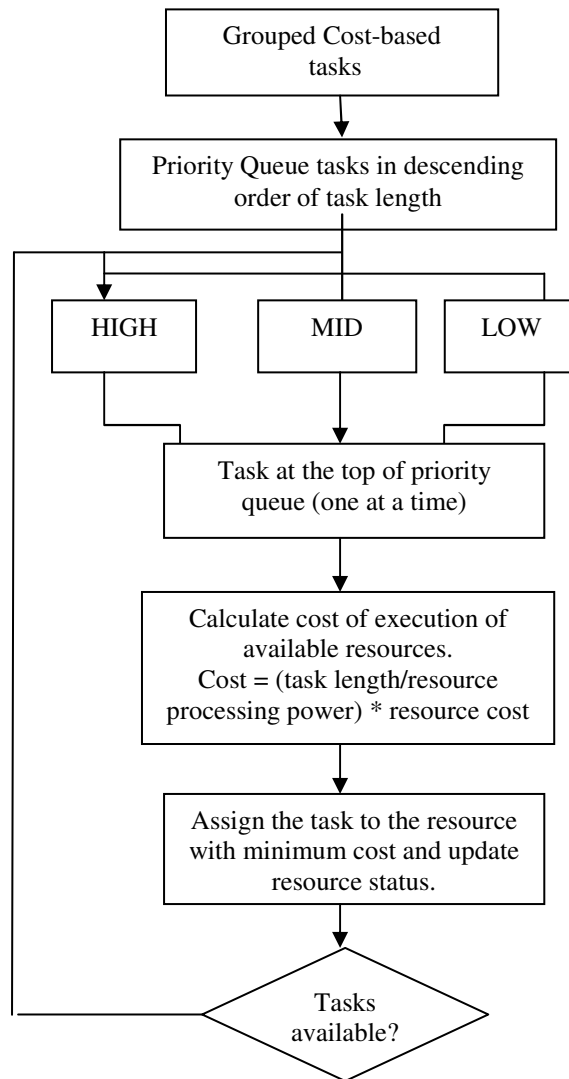 Grouped Cost-based
tasks
Priority Queue tasks in descending
order of task length
HIGH
MID
LOW
Task at the top of priority
queue (one at a time)
Calculate cost of execution of
available resources.
Cost = (task length/resource
processing power) * resource cost
Assign the task to the resource
with minimum cost and update
resource status.
Tasks
available?